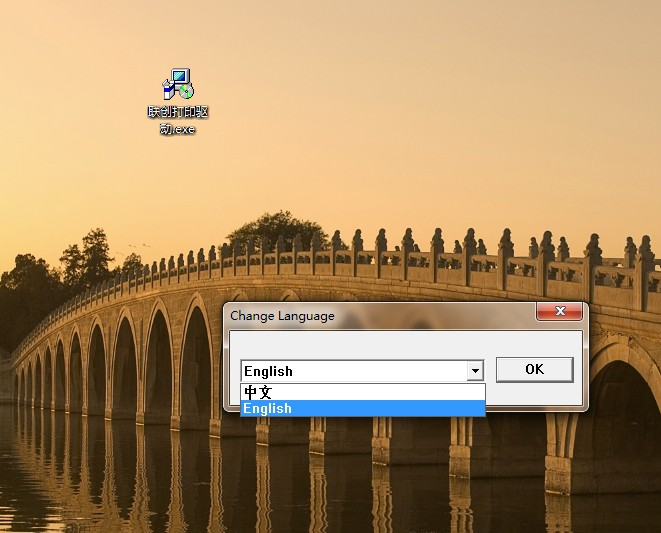 联创打印驱
动.exe
Change Language
English
OK
中文
English